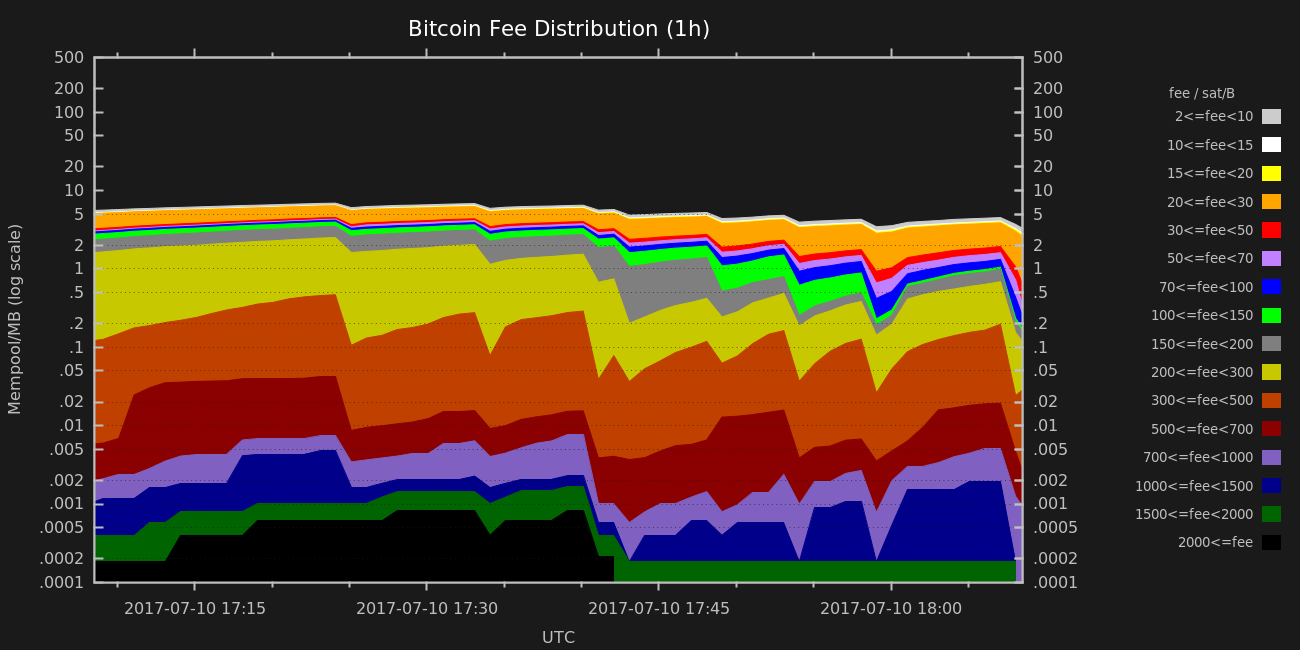 Bitcoin Fee Distribution (1h)
500
200
100
50
20
10
5
2
1
.5
.2
.1
.05
.02
.01
.005
.002
.001
.0005
.0002
.0001
Mempool/MB (log scale)
500
200
100
50
20
10
5
2
1
.5
.2
.1
.05
.02
.01
.005
.002
.001
.0005
.0002
.0001
2017-07-10 17:15
2017-07-10 17:30
2017-07-10 17:45
2017-07-10 18:00
UTC
fee / sat/B
2<=fee<10
10<=fee<15
15<=fee<20
20<=fee<30
30<=fee<50
50<=fee<70
70<=fee<100
100<=fee<150
150<=fee<200
200<=fee<300
300<=fee<500
500<=fee<700
700<=fee<1000
1000<=fee<1500
1500<=fee<2000
2000<=fee